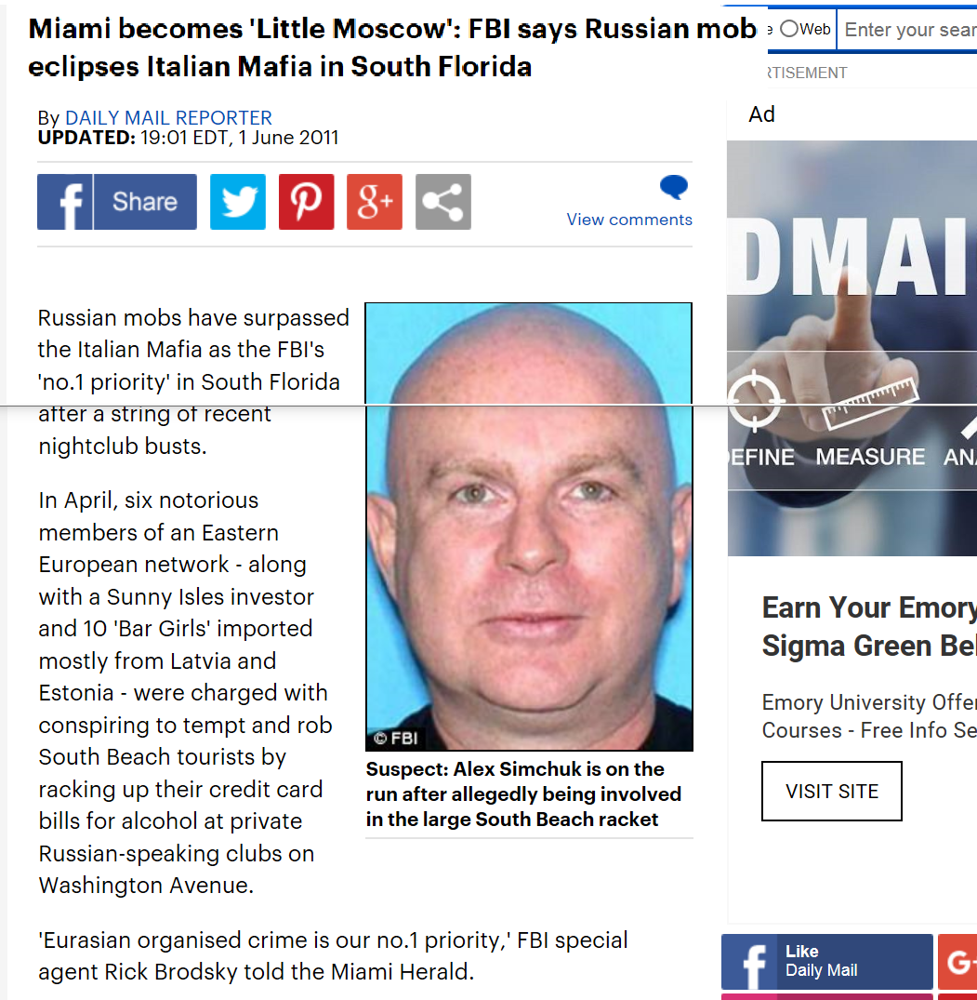 Miami becomes 'Little Moscow': FBI says Russian mob
eclipses Italian Mafia in South Florida
By DAILY MAIL REPORTER
UPDATED: 19:01 EDT, 1 June 2011
Share
g+
View comments
Russian mobs have surpassed
the Italian Mafia as the FBI's
'no.1 priority' in South Florida
after a string of recent
nightclub busts.
In April, six notorious
members of an Eastern
European network - along
with a Sunny Isles investor
and 10 'Bar Girls' imported
mostly from Latvia and
Estonia - were charged with
conspiring to tempt and rob
South Beach tourists by
racking up their credit card
bills for alcohol at private
Russian-speaking clubs on
Washington Avenue.
© FBI
Suspect: Alex Simchuk is on the
run after allegedly being involved
in the large South Beach racket
'Eurasian organised crime is our no.1 priority,' FBI special
agent Rick Brodsky told the Miami Herald.
e Web Enter your sear
RTISEMENT
Ad
DMAI
EFINE MEASURE ANA
Earn Your Emory
Sigma Green Bel
Emory University Offer
Courses - Free Info Se
VISIT SITE
Like
Daily Mail
G+